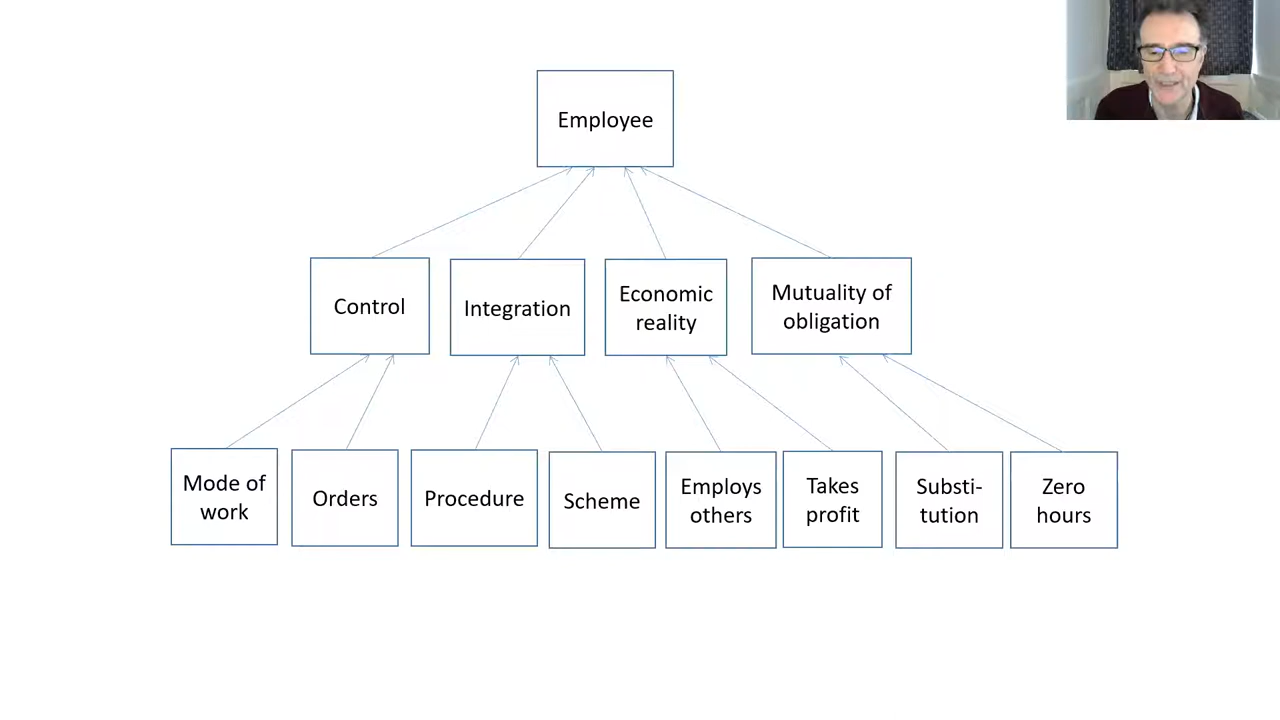 Employee
Control
Integration
Economic
reality
Mutuality of
obligation
Mode of
work
Orders
Procedure
Scheme
Employs
others
Takes
profit
Substi-
tution
Zero
hours